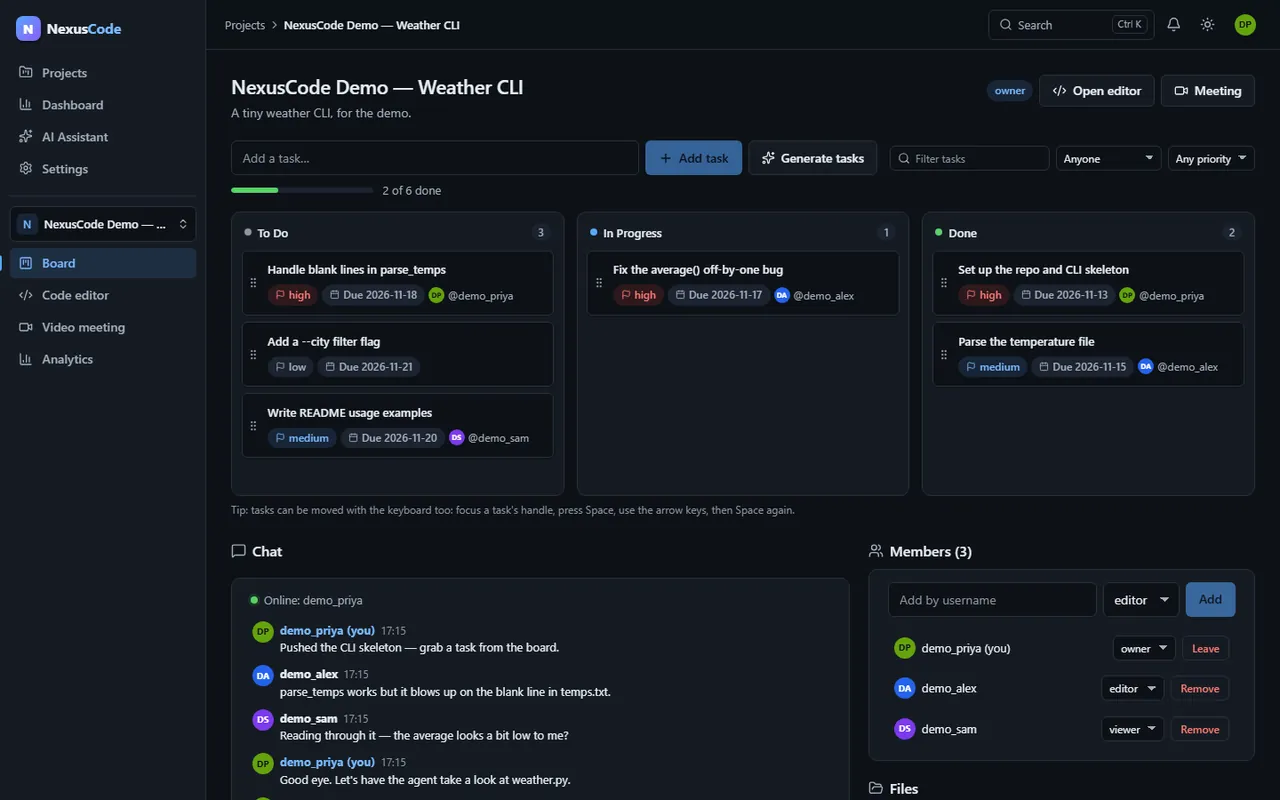 N NexusCode
Projects
Dashboard
AI Assistant
Settings
N NexusCode Demo — ...
Board
Code editor
Video meeting
Analytics
Projects > NexusCode Demo — Weather CLI
Search Ctrl K
DP
NexusCode Demo — Weather CLI
A tiny weather CLI, for the demo.
owner
Open editor
Meeting
Add a task...
+ Add task
Generate tasks
Filter tasks
Anyone
Any priority
2 of 6 done
To Do 3
Handle blank lines in parse_temps
high Due 2026-11-18 DP @demo_priya
Add a --city filter flag
low Due 2026-11-21
Write README usage examples
medium Due 2026-11-20 DS @demo_sam
In Progress 1
Fix the average() off-by-one bug
high Due 2026-11-17 DA @demo_alex
Done 2
Set up the repo and CLI skeleton
high Due 2026-11-13 DP @demo_priya
Parse the temperature file
medium Due 2026-11-15 DA @demo_alex
Tip: tasks can be moved with the keyboard too: focus a task's handle, press Space, use the arrow keys, then Space again.
Chat
Online: demo_priya
DP demo_priya (you) 17:15
Pushed the CLI skeleton — grab a task from the board.
DA demo_alex 17:15
parse_temps works but it blows up on the blank line in temps.txt.
DS demo_sam 17:15
Reading through it — the average looks a bit low to me?
DP demo_priya (you) 17:15
Good eye. Let's have the agent take a look at weather.py.
Members (3)
Add by username
editor
Add
DP demo_priya (you) owner Leave
DA demo_alex editor Remove
DS demo_sam viewer Remove
Files